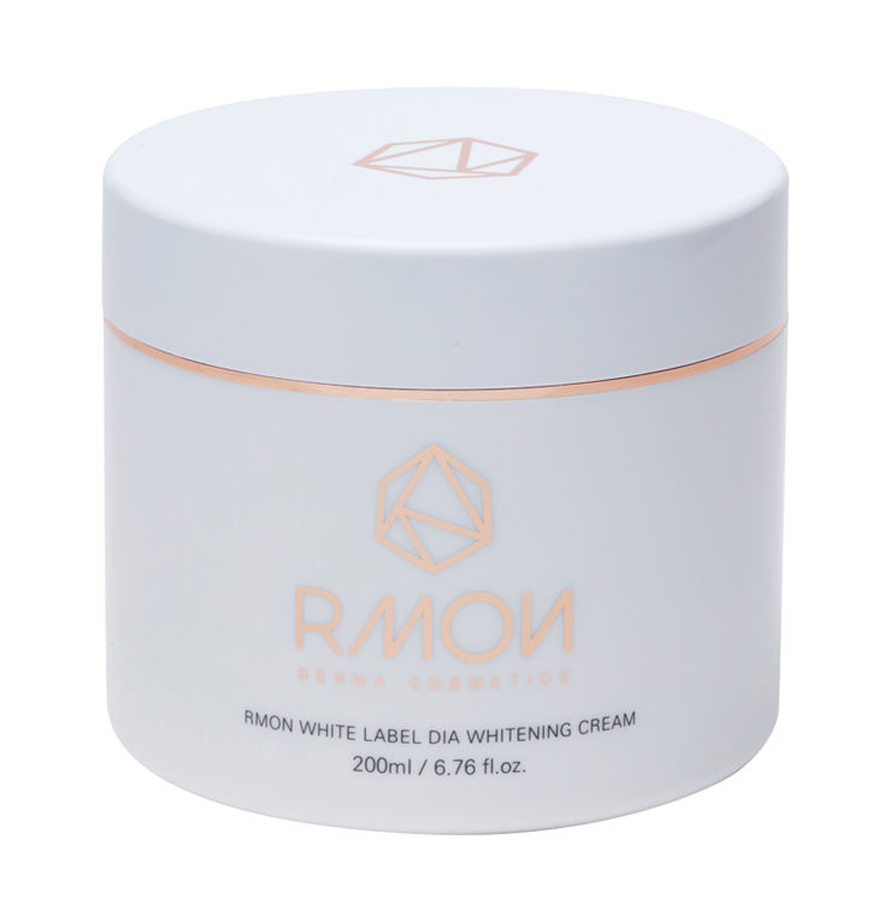 RMON
DERMA COSMETICS
RMON WHITE LABEL DIA WHITENING CREAM
200ml / 6.76 fl.oz.